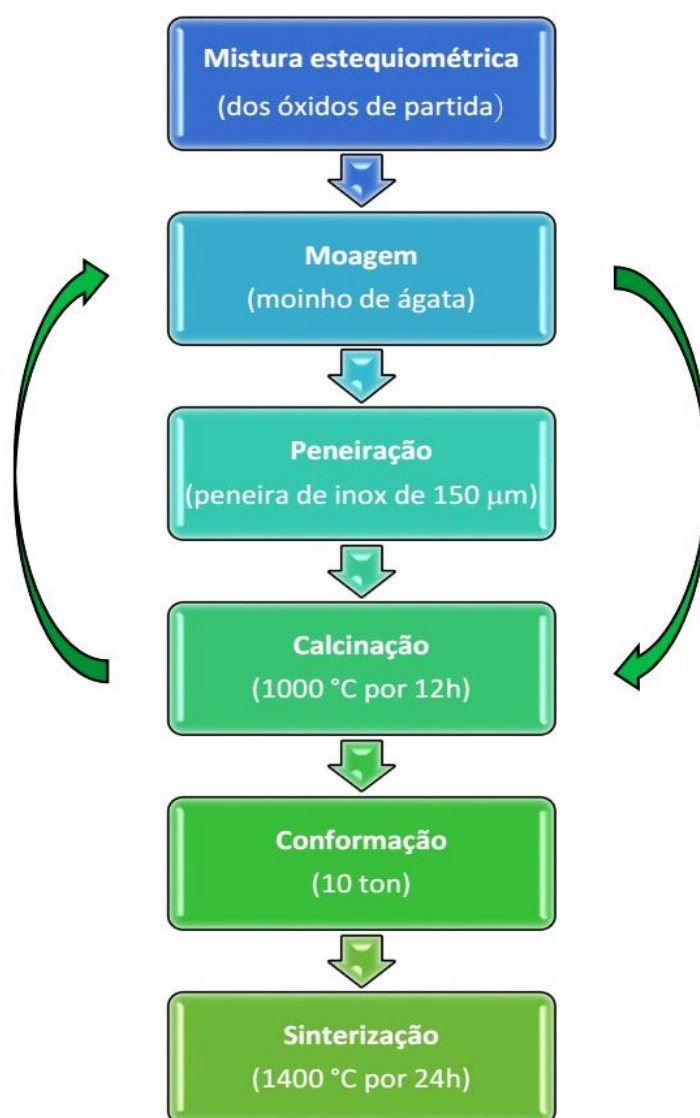 Mistura estequiométrica
(dos óxidos de partida)
Moagem
(moinho de ágata)
Peneiração
(peneira de inox de 150 μm)
Calcinação
(1000 °C por 12h)
Conformação
(10 ton)
Sinterização
(1400 °C por 24h)